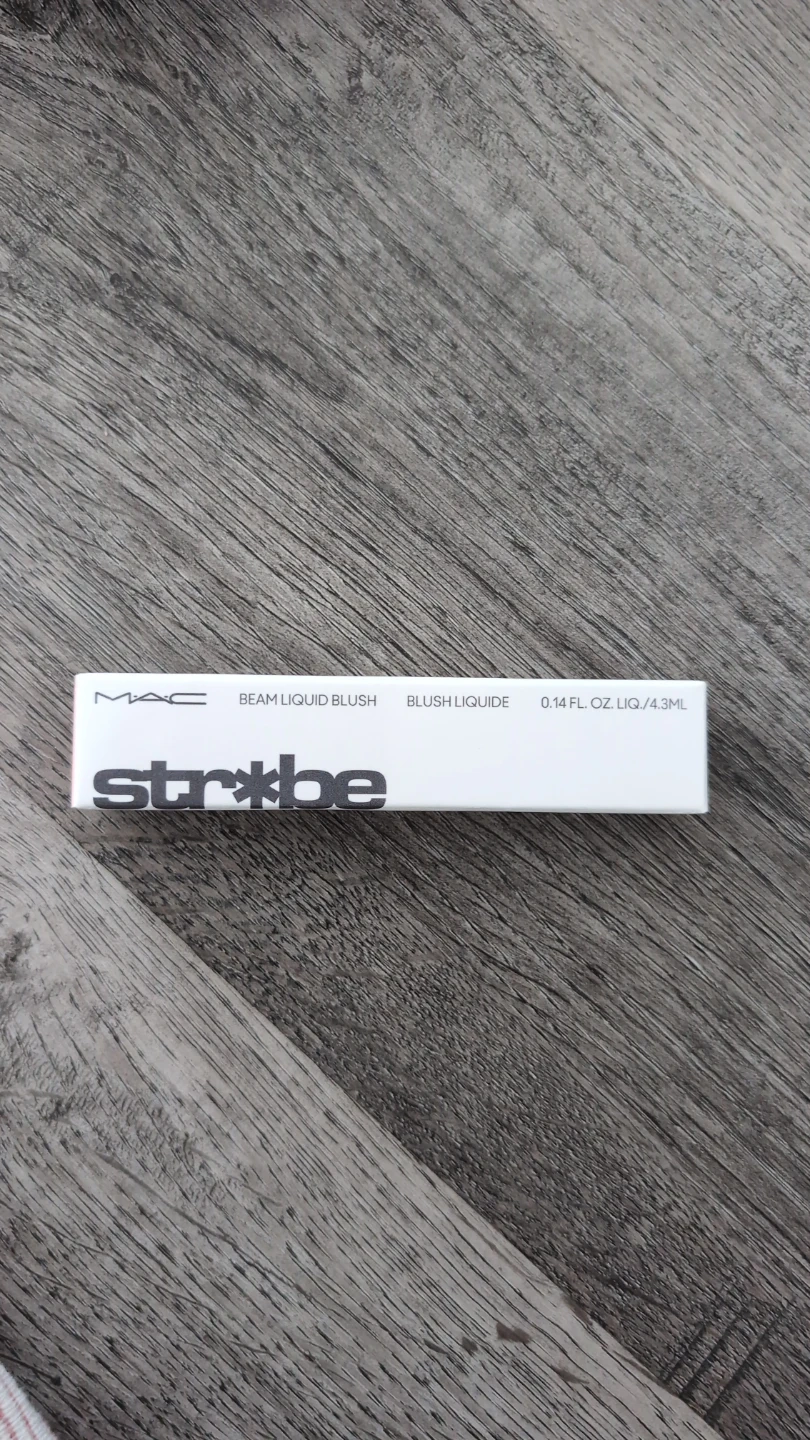 MAC BEAM LIQUID BLUSH BLUSH LIQUIDE 0.14 FL. OZ. LIQ./4.3ML
str*be